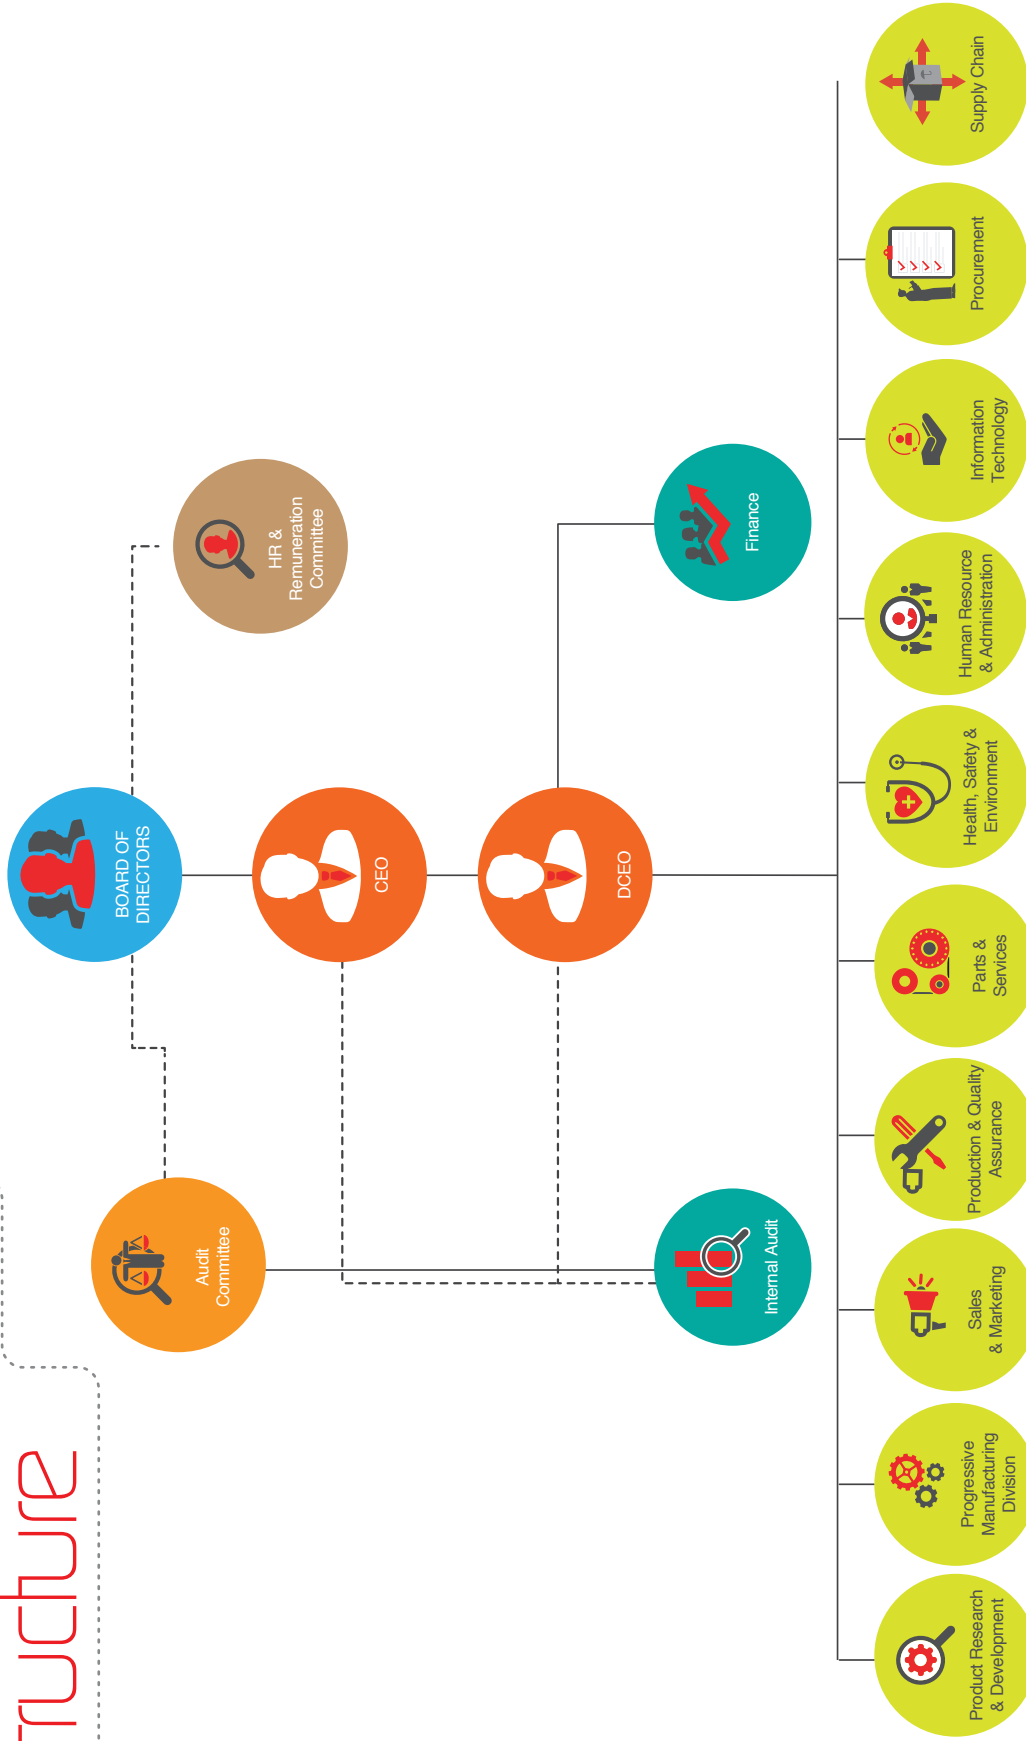 BOARD OF
DIRECTORS
Audit
Committee
HR &
Remuneration
Committee
CEO
DCEO
Internal Audit
Finance
Product Research
& Development
Progressive
Manufacturing
Division
Sales
& Marketing
Production & Quality
Assurance
Parts &
Services
Health, Safety &
Environment
Human Resource
& Administration
Information
Technology
Procurement
Supply Chain